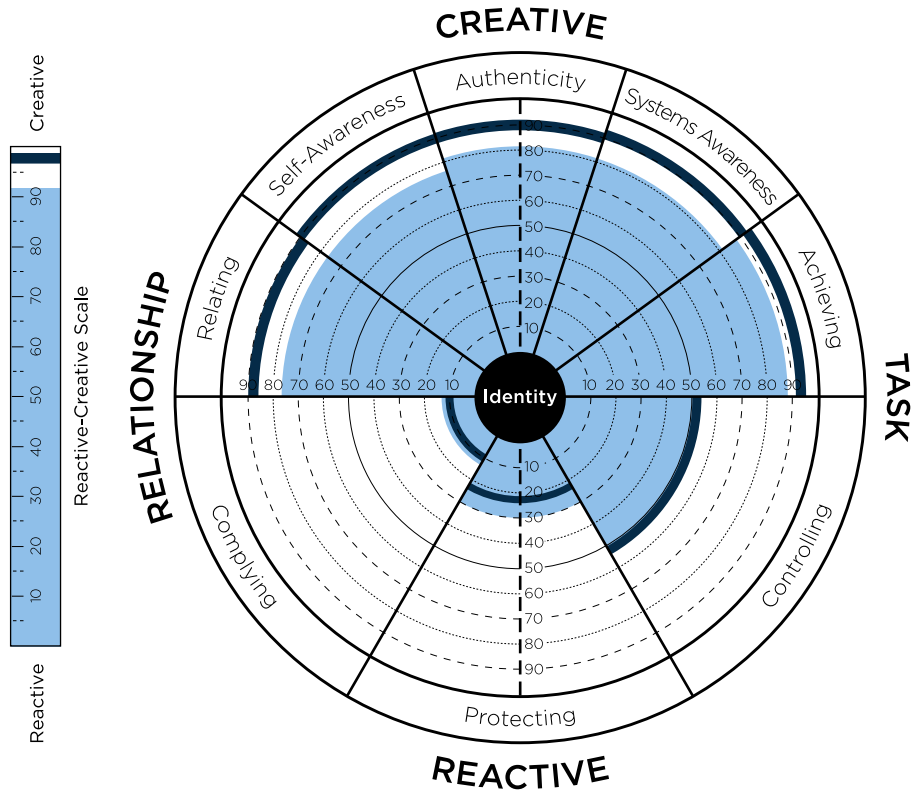 CREATIVE
Authenticity
Self-Awareness
Systems Awareness
Relating
Achieving
RELATIONSHIP
TASK
Identity
Complying
Controlling
Protecting
REACTIVE
90
80
70
60
50
40
30
20
10
90 80 70 60 50 40 30 20 10
10 20 30 40 50 60 70 80 90
10
20
30
40
50
60
70
80
90
Creative
90
80
70
60
50
40
30
20
10
Reactive
Reactive-Creative Scale